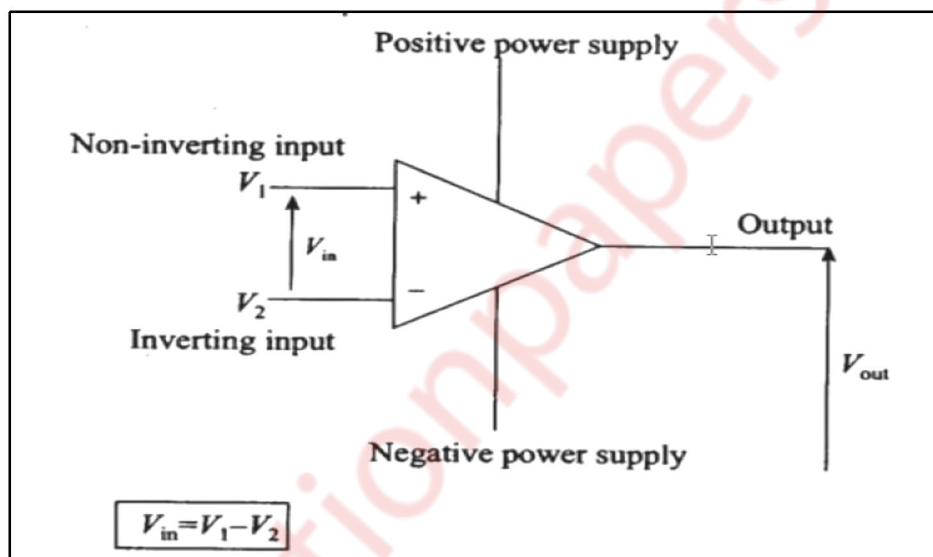 Positive power supply
Non-inverting input
V1
+
Vin
Output
V2
−
Inverting input
Vout
Negative power supply
Vin=V1−V2
tionpapers